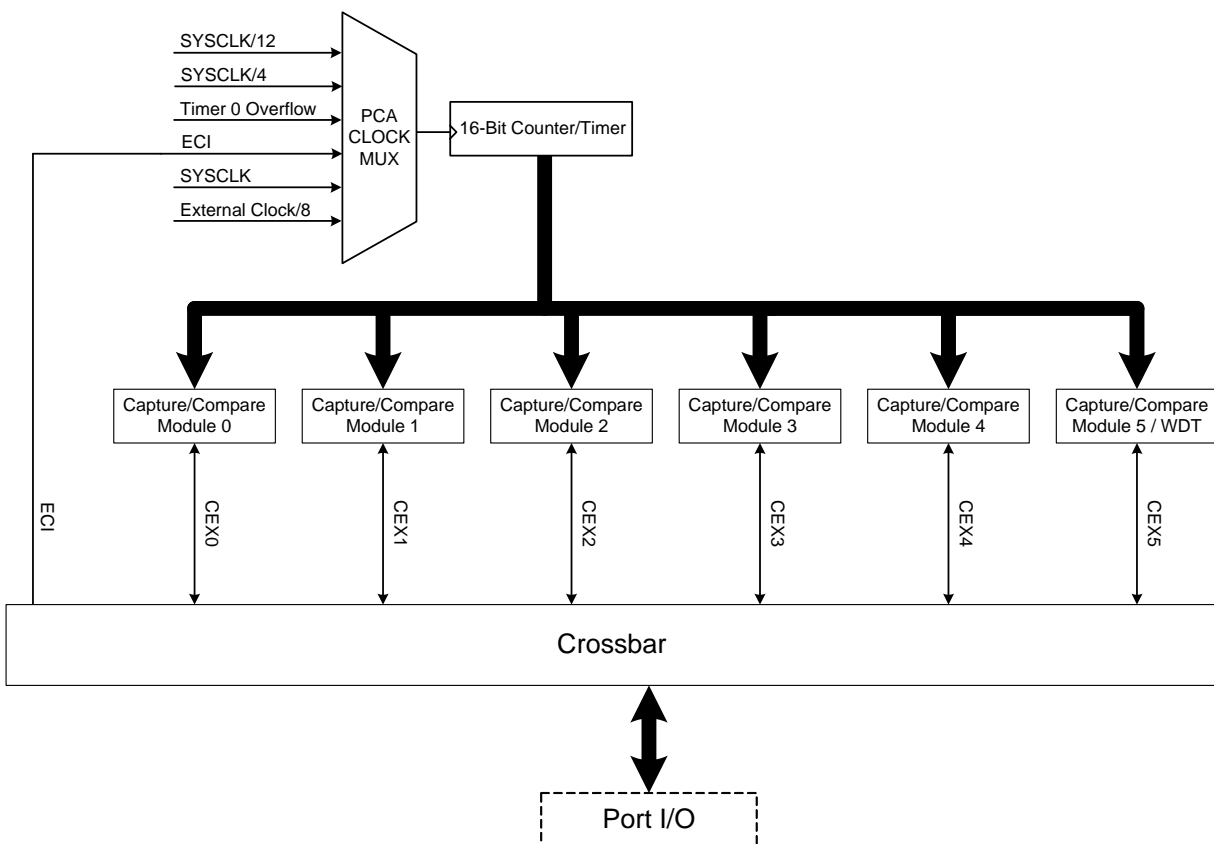 SYSCLK/12
SYSCLK/4
Timer 0 Overflow
ECI
SYSCLK
External Clock/8
PCA
CLOCK
MUX
16-Bit Counter/Timer
Capture/Compare
Module 0
Capture/Compare
Module 1
Capture/Compare
Module 2
Capture/Compare
Module 3
Capture/Compare
Module 4
Capture/Compare
Module 5 / WDT
ECI
CEX0
CEX1
CEX2
CEX3
CEX4
CEX5
Crossbar
Port I/O